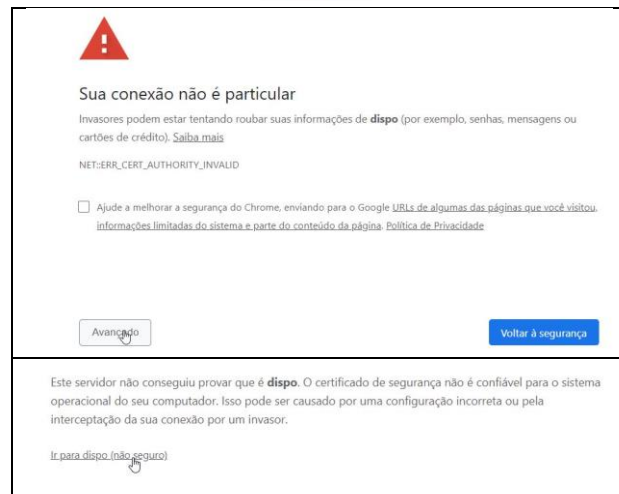 Sua conexão não é particular
Invasores podem estar tentando roubar suas informações de dispo (por exemplo, senhas, mensagens ou
cartões de crédito). Saiba mais
NET::ERR_CERT_AUTHORITY_INVALID
Ajude a melhorar a segurança do Chrome, enviando para o Google URLs de algumas das páginas que você visitou,
informações limitadas do sistema e parte do conteúdo da página. Política de Privacidade
Avançado
Voltar à segurança
Este servidor não conseguiu provar que é dispo. O certificado de segurança não é confiável para o sistema
operacional do seu computador. Isso pode ser causado por uma configuração incorreta ou pela
interceptação da sua conexão por um invasor.
Ir para dispo (não seguro)